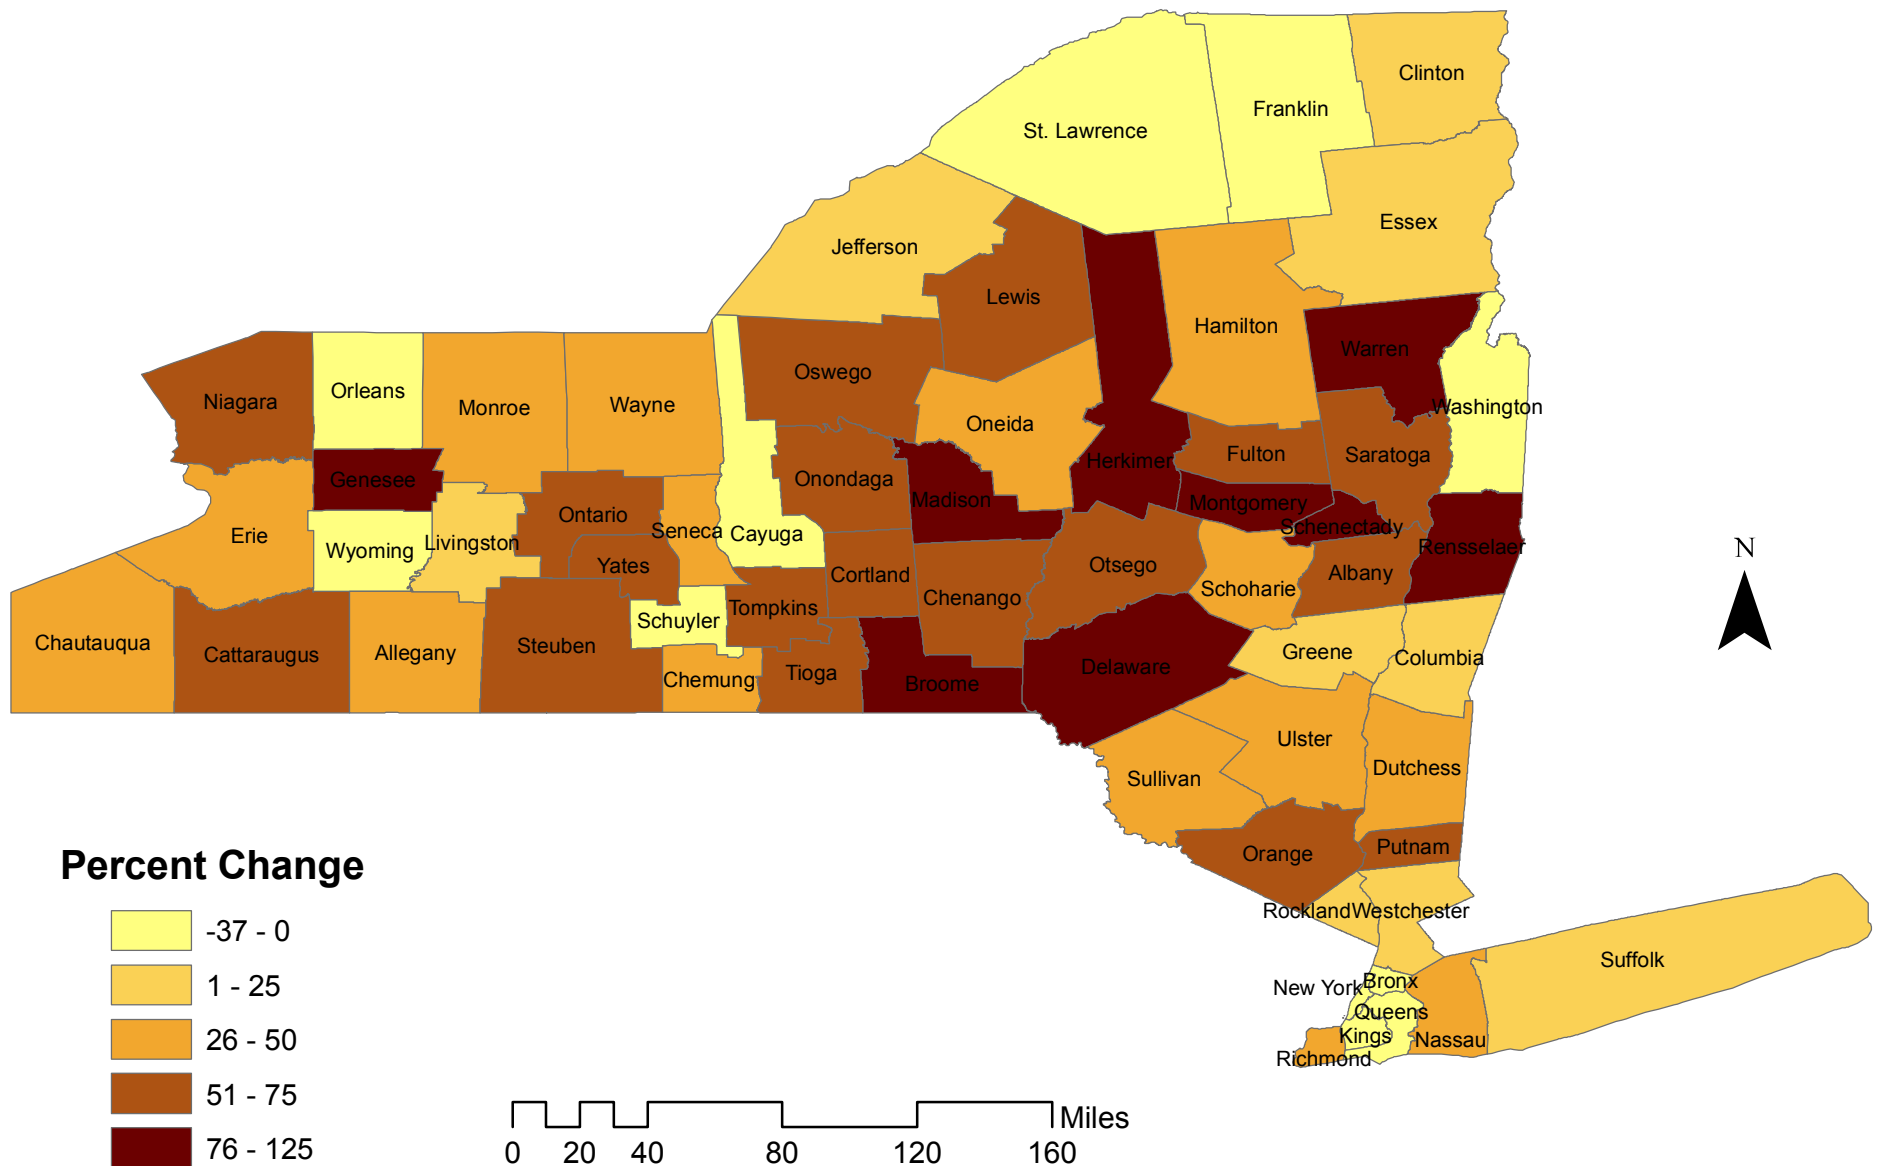 Clinton
Franklin
St. Lawrence
Essex
Jefferson
Lewis
Hamilton
Warren
Oswego
Orleans
Niagara
Monroe
Wayne
Washington
Oneida
Fulton
Saratoga
Herkimer
Genesee
Onondaga
Madison
Montgomery
Ontario
Seneca
Schenectady
Erie
Cayuga
Livingston
Wyoming
Rensselaer
Yates
Otsego
Albany
Cortland
Schoharie
Chenango
Tompkins
Schuyler
Chautauqua
Steuben
Allegany
Cattaraugus
Greene
Columbia
Delaware
Tioga
Chemung
Broome
Ulster
Dutchess
Sullivan
Putnam
Orange
Rockland
Westchester
Suffolk
Bronx
New York
Queens
Kings
Nassau
Richmond
N
Percent Change
-37 - 0
1 - 25
26 - 50
51 - 75
76 - 125
Miles
0 20 40 80 120 160